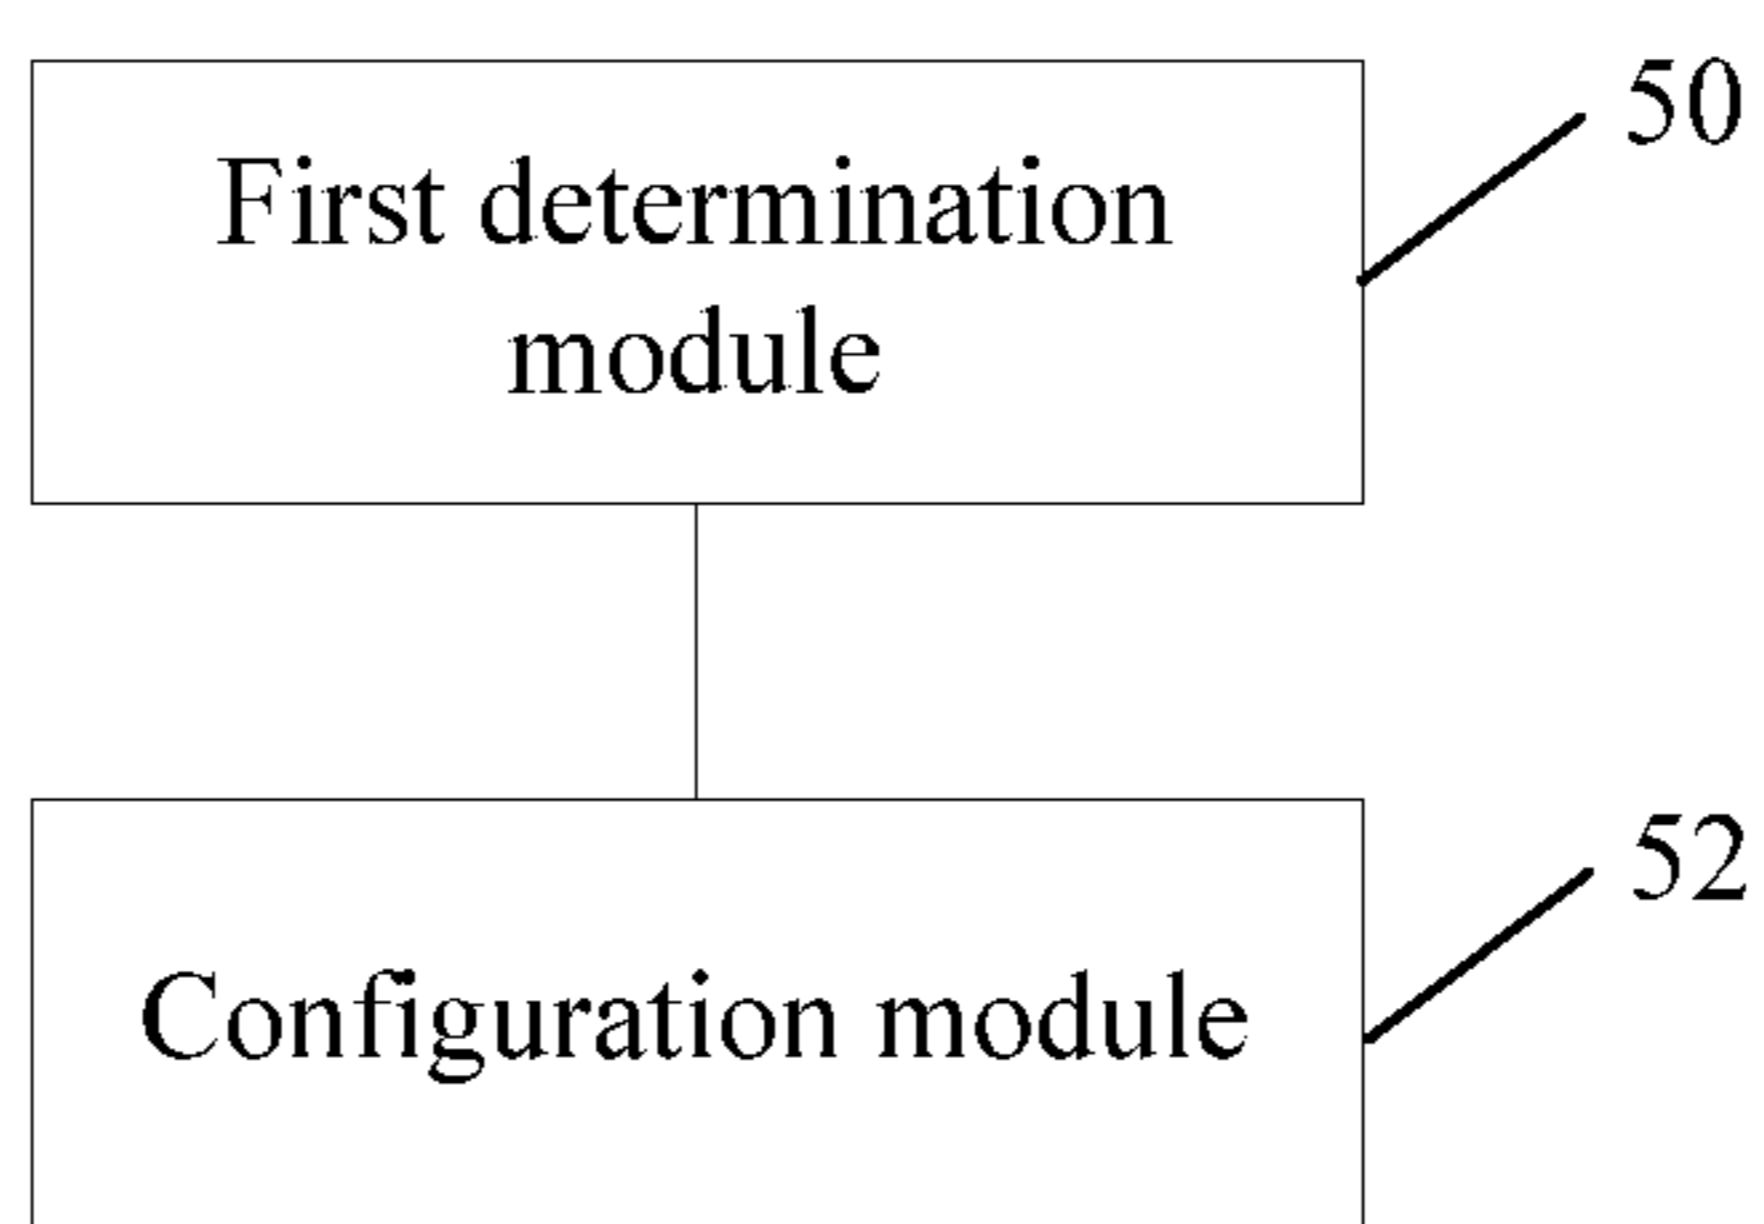 50
First determination
module
52
Configuration module